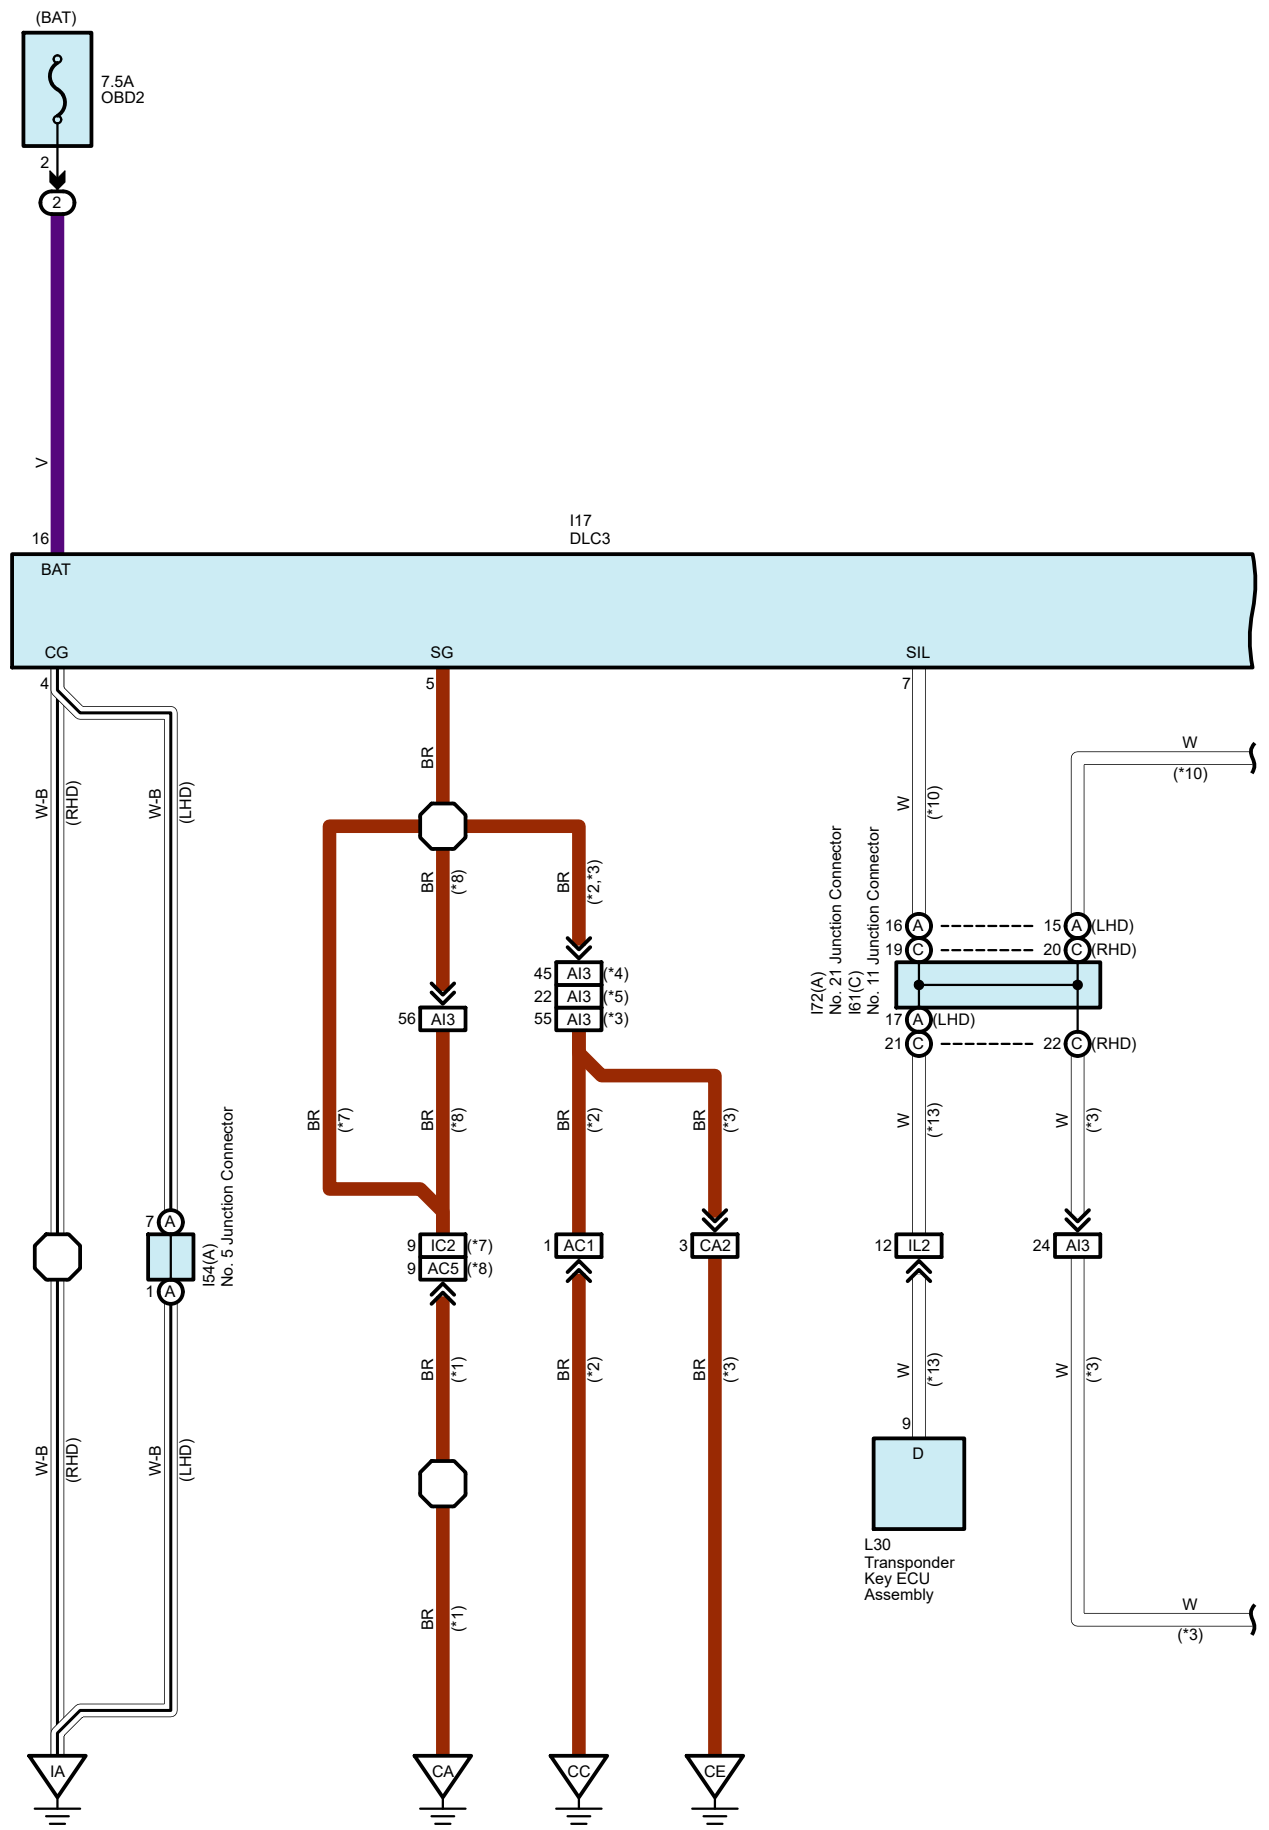 (BAT)
7.5A
OBD2
2
2
V
16
I17
DLC3
BAT
CG
SG
SIL
4
5
7
BR
W
(*10)
W-B
(RHD)
W-B
(LHD)
W
(*10)
BR
(*8)
BR
(*2,*3)
I72(A)
No. 21 Junction Connector
I61(C)
No. 11 Junction Connector
16 A
15 A (LHD)
19 C
20 C (RHD)
45 AI3 (*4)
22 AI3 (*5)
55 AI3 (*3)
56 AI3
17 A (LHD)
21 C
22 C (RHD)
BR
(*7)
BR
(*8)
BR
(*2)
BR
(*3)
W
(*13)
W
(*3)
7 A
I54(A)
No. 5 Junction Connector
1 A
9 IC2 (*7)
9 AC5 (*8)
1 AC1
3 CA2
12 IL2
24 AI3
BR
(*1)
BR
(*2)
BR
(*3)
W
(*13)
W
(*3)
9
D
W-B
(RHD)
W-B
(LHD)
L30
Transponder
Key ECU
Assembly
BR
(*1)
W
(*3)
IA
CA
CC
CE